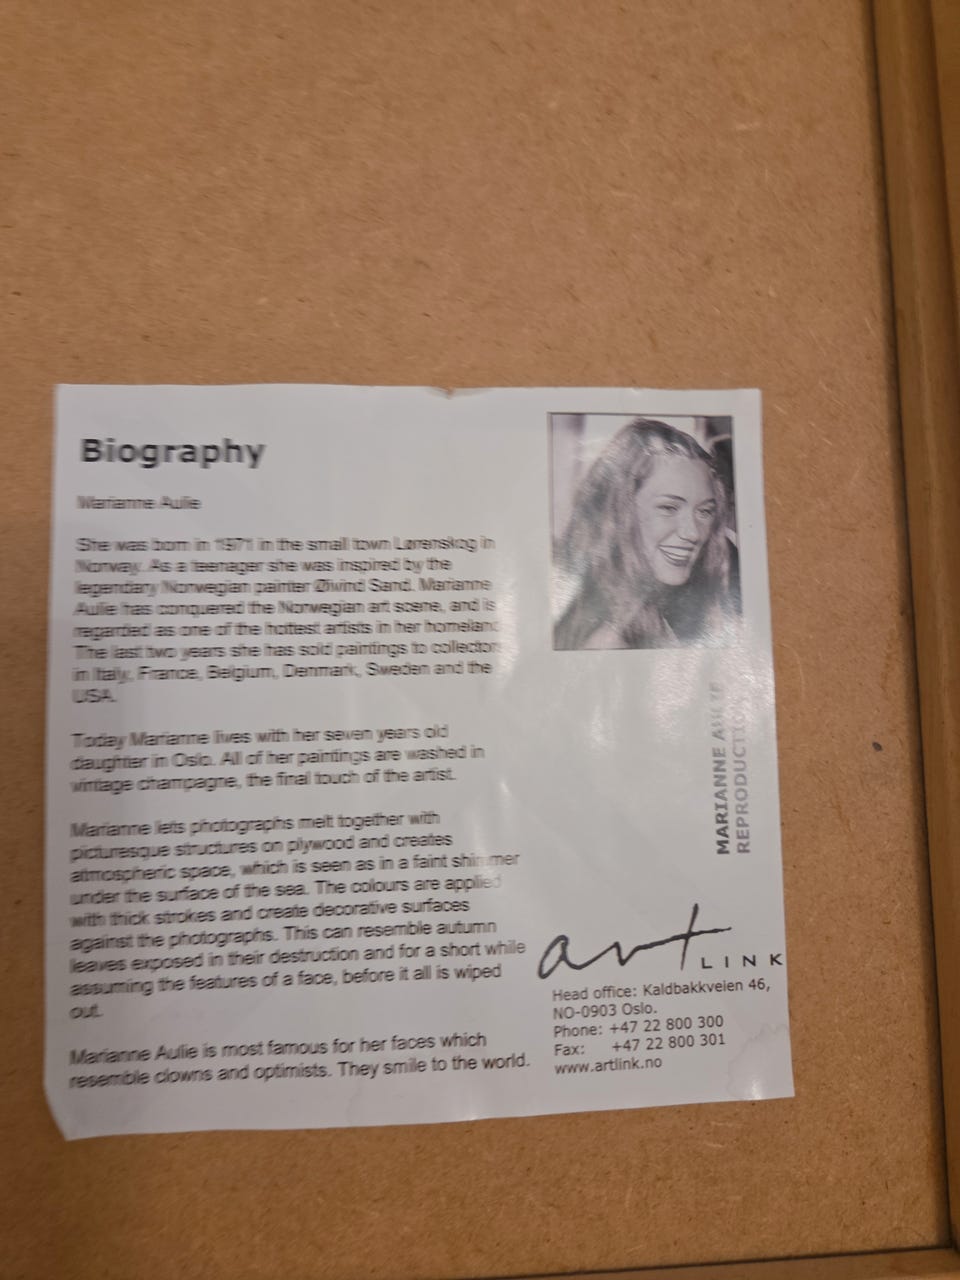 Biography
Marianne Aulie
She was born in 1971 in the small town Lørenskog in
Norway. As a teenager she was inspired by the
legendary Norwegian painter Øivind Sand. Marianne
Aulie has conquered the Norwegian art scene, and is
regarded as one of the hottest artists in her homeland
The last two years she has sold paintings to collectors
in Italy, France, Belgium, Denmark, Sweden and the
USA.
Today Marianne lives with her seven years old
daughter in Oslo. All of her paintings are washed in
vintage champagne, the final touch of the artist.
Marianne lets photographs melt together with
picturesque structures on plywood and creates
atmospheric space, which is seen as in a faint shimmer
under the surface of the sea. The colours are applied
with thick strokes and create decorative surfaces
against the photographs. This can resemble autumn
leaves exposed in their destruction and for a short while
assuming the features of a face, before it all is wiped
out.
Marianne Aulie is most famous for her faces which
resemble clowns and optimists. They smile to the world.
MARIANNE AULIE
REPRODUCTION
art
LINK
Head office: Kaldbakkveien 46,
NO-0903 Oslo.
Phone: +47 22 800 300
Fax: +47 22 800 301
www.artlink.no